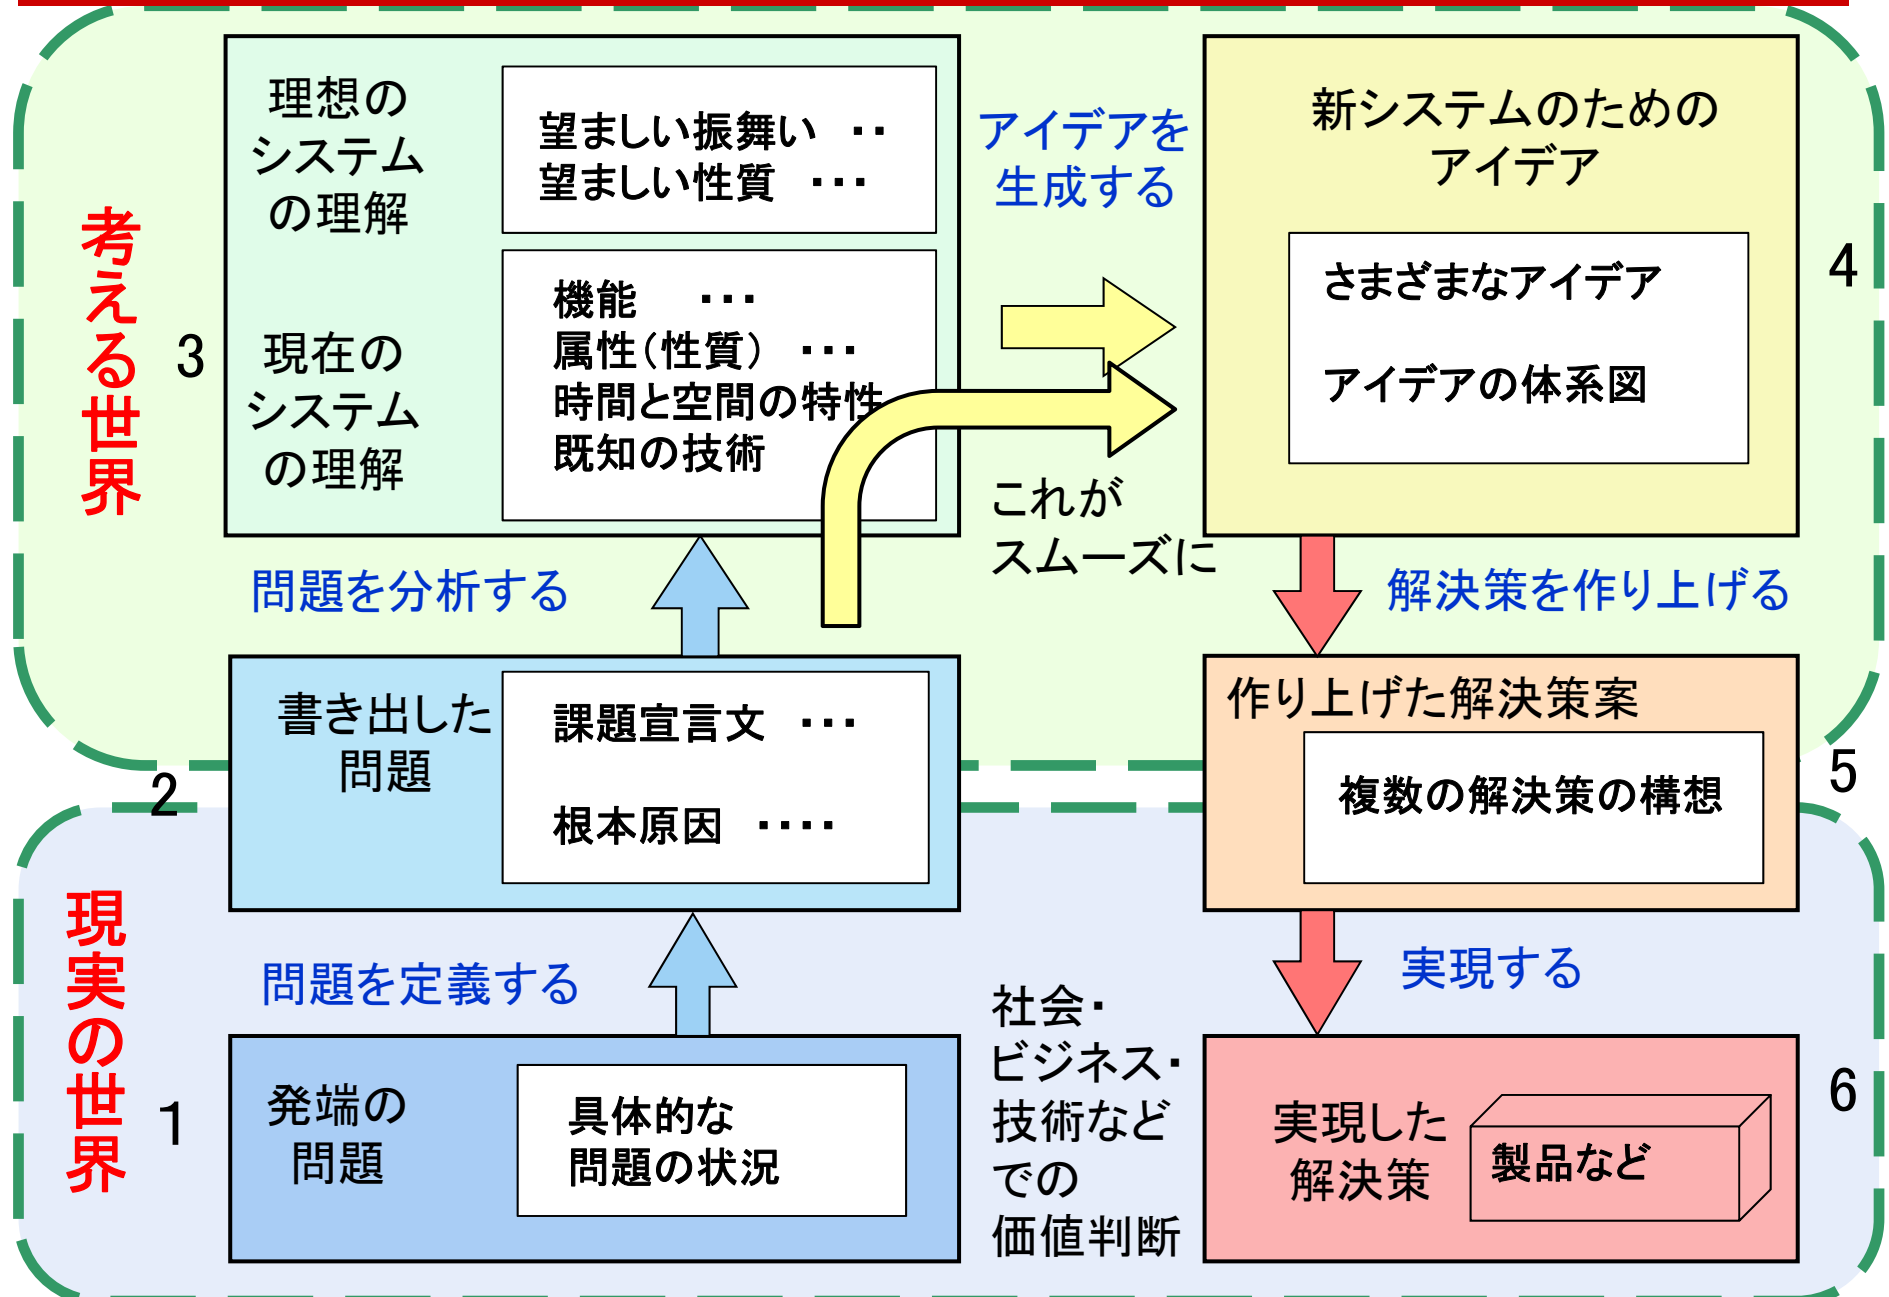 考える世界
3
理想の
システム
の理解
望ましい振舞い ・・
望ましい性質 ・・・
現在の
システム
の理解
機能 ・・・
属性(性質) ・・・
時間と空間の特性
既知の技術
アイデアを
生成する
これが
スムーズに
新システムのための
アイデア
さまざまなアイデア
アイデアの体系図
4
問題を分析する
解決策を作り上げる
2
書き出した
問題
課題宣言文 ・・・
根本原因 ・・・・
作り上げた解決策案
複数の解決策の構想
5
現実の世界
問題を定義する
実現する
1
発端の
問題
具体的な
問題の状況
社会・
ビジネス・
技術など
での
価値判断
実現した
解決策
製品など
6